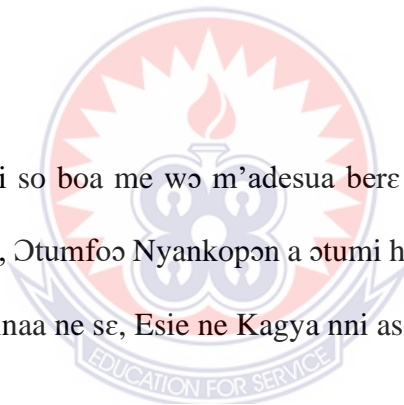 i so boa me wɔ m’adesua berɛ
, Ɔtumfoɔ Nyankopɔn a ɔtumi h
naa ne sɛ, Esie ne Kagya nni as
EDUCATION FOR SERVICE